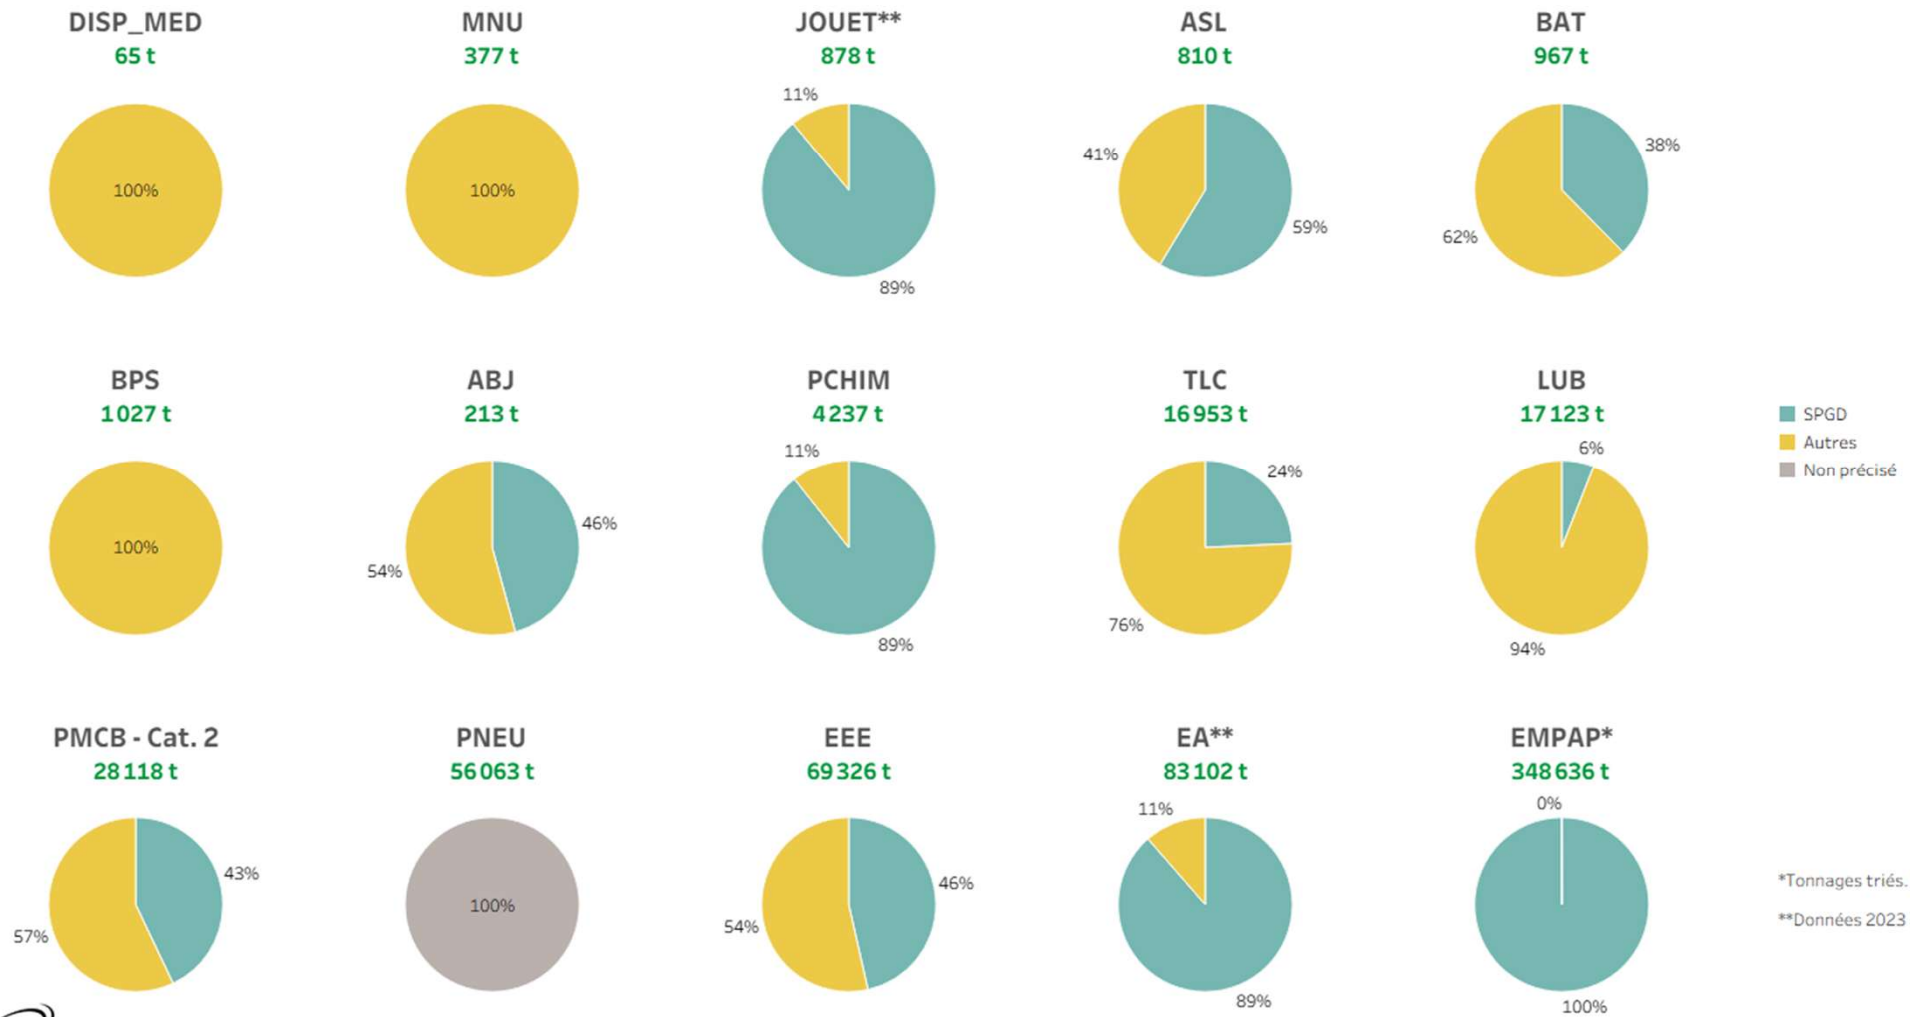 DISP_MED
65 t
100%
MNU
377 t
100%
JOUET**
878 t
11%
89%
ASL
810 t
41%
59%
BAT
967 t
38%
62%
BPS
1 027 t
100%
ABJ
213 t
46%
54%
PCHIM
4 237 t
11%
89%
TLC
16 953 t
24%
76%
LUB
17 123 t
6%
94%
SPGD
Autres
Non précisé
PMCB - Cat. 2
28 118 t
43%
57%
PNEU
56 063 t
100%
EEE
69 326 t
46%
54%
EA**
83 102 t
11%
89%
EMPAP*
348 636 t
0%
100%
*Tonnages triés.
**Données 2023